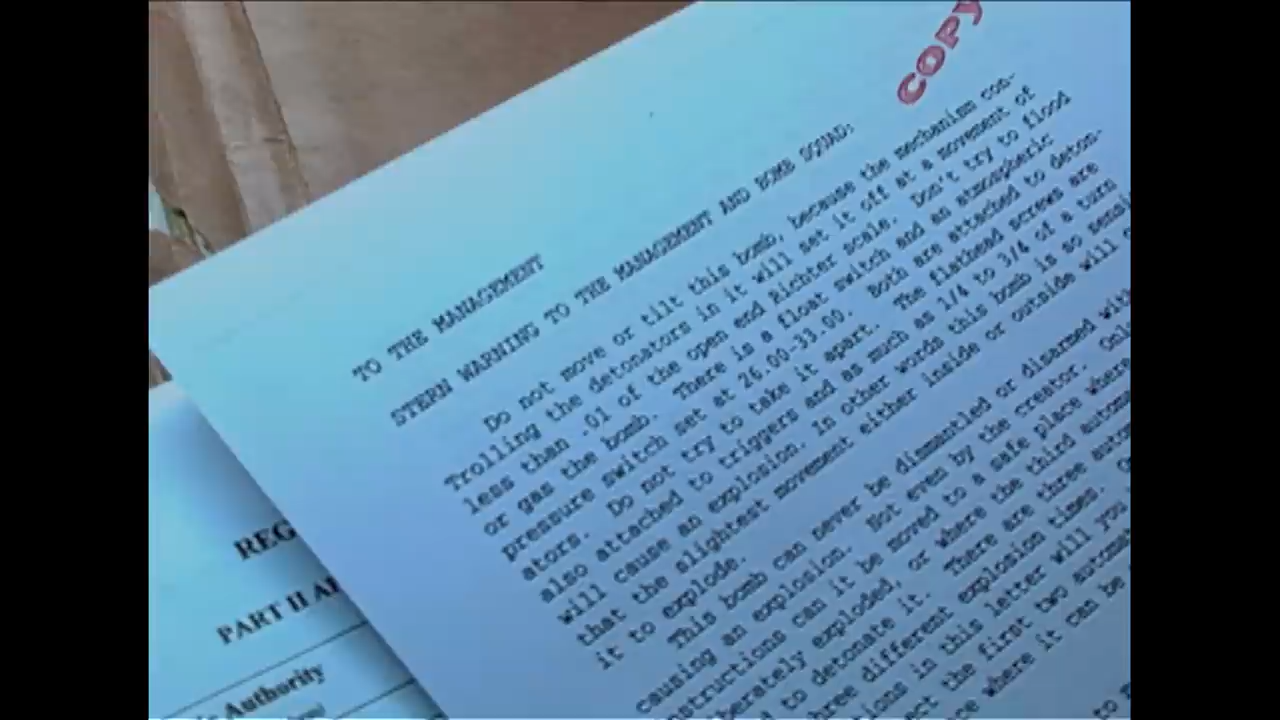 COPY
TO THE MANAGEMENT
STERN WARNING TO THE MANAGEMENT AND BOMB SQUAD:
Do not move or tilt this bomb, because the mechanism con-
Trolling the detonators in it will set it off at a movement of
less than .01 of the open end Richter scale. Don't try to flood
or gas the bomb. There is a float switch and an atmospheric
pressure switch set at 26.00-33.00. Both are attached to deton-
ators. Do not try to take it apart. The flathead screws are
also attached to triggers and as much as 1/4 to 3/4 of a turn
will cause an explosion. In other words this bomb is so
that the slightest movement either inside or outside will
it to explode.
This bomb can never be dismantled or disarmed
causing an explosion. Not even by the creator.
can it be moved to a safe place where
exploded, or where the third
to detonate it. There are three
different explosion times.
in this letter will you
the first two
where it can be
to
REG
PART II
Authority